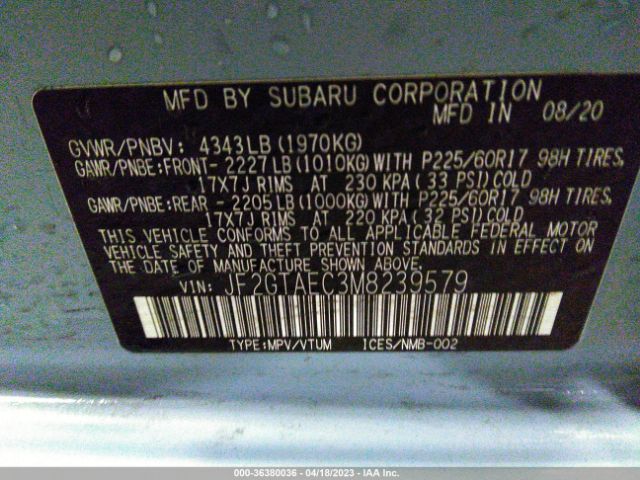 MFD BY SUBARU CORPORATION
MFD IN 08/20
GVWR/PNBV: 4343LB(1970KG)
GAWR/PNBE:FRONT- 2227LB(1010KG)WITH P225/60R17 98H TIRES,
17X7J RIMS AT 230 KPA(33 PSI)COLD
GAWR/PNBE:REAR - 2205LB(1000KG)WITH P225/60R17 98H TIRES,
17X7J RIMS AT 220 KPA(32 PSI)COLD
THIS VEHICLE CONFORMS TO ALL APPLICABLE FEDERAL MOTOR
VEHICLE SAFETY AND THEFT PREVENTION STANDARDS IN EFFECT ON
THE DATE OF MANUFACTURE SHOWN ABOVE.
VIN: JF2GTAEC3M8239579
TYPE:MPV/VTUM ICES/NMB-002
000-36380036 - 04/18/2023 - IAA Inc.